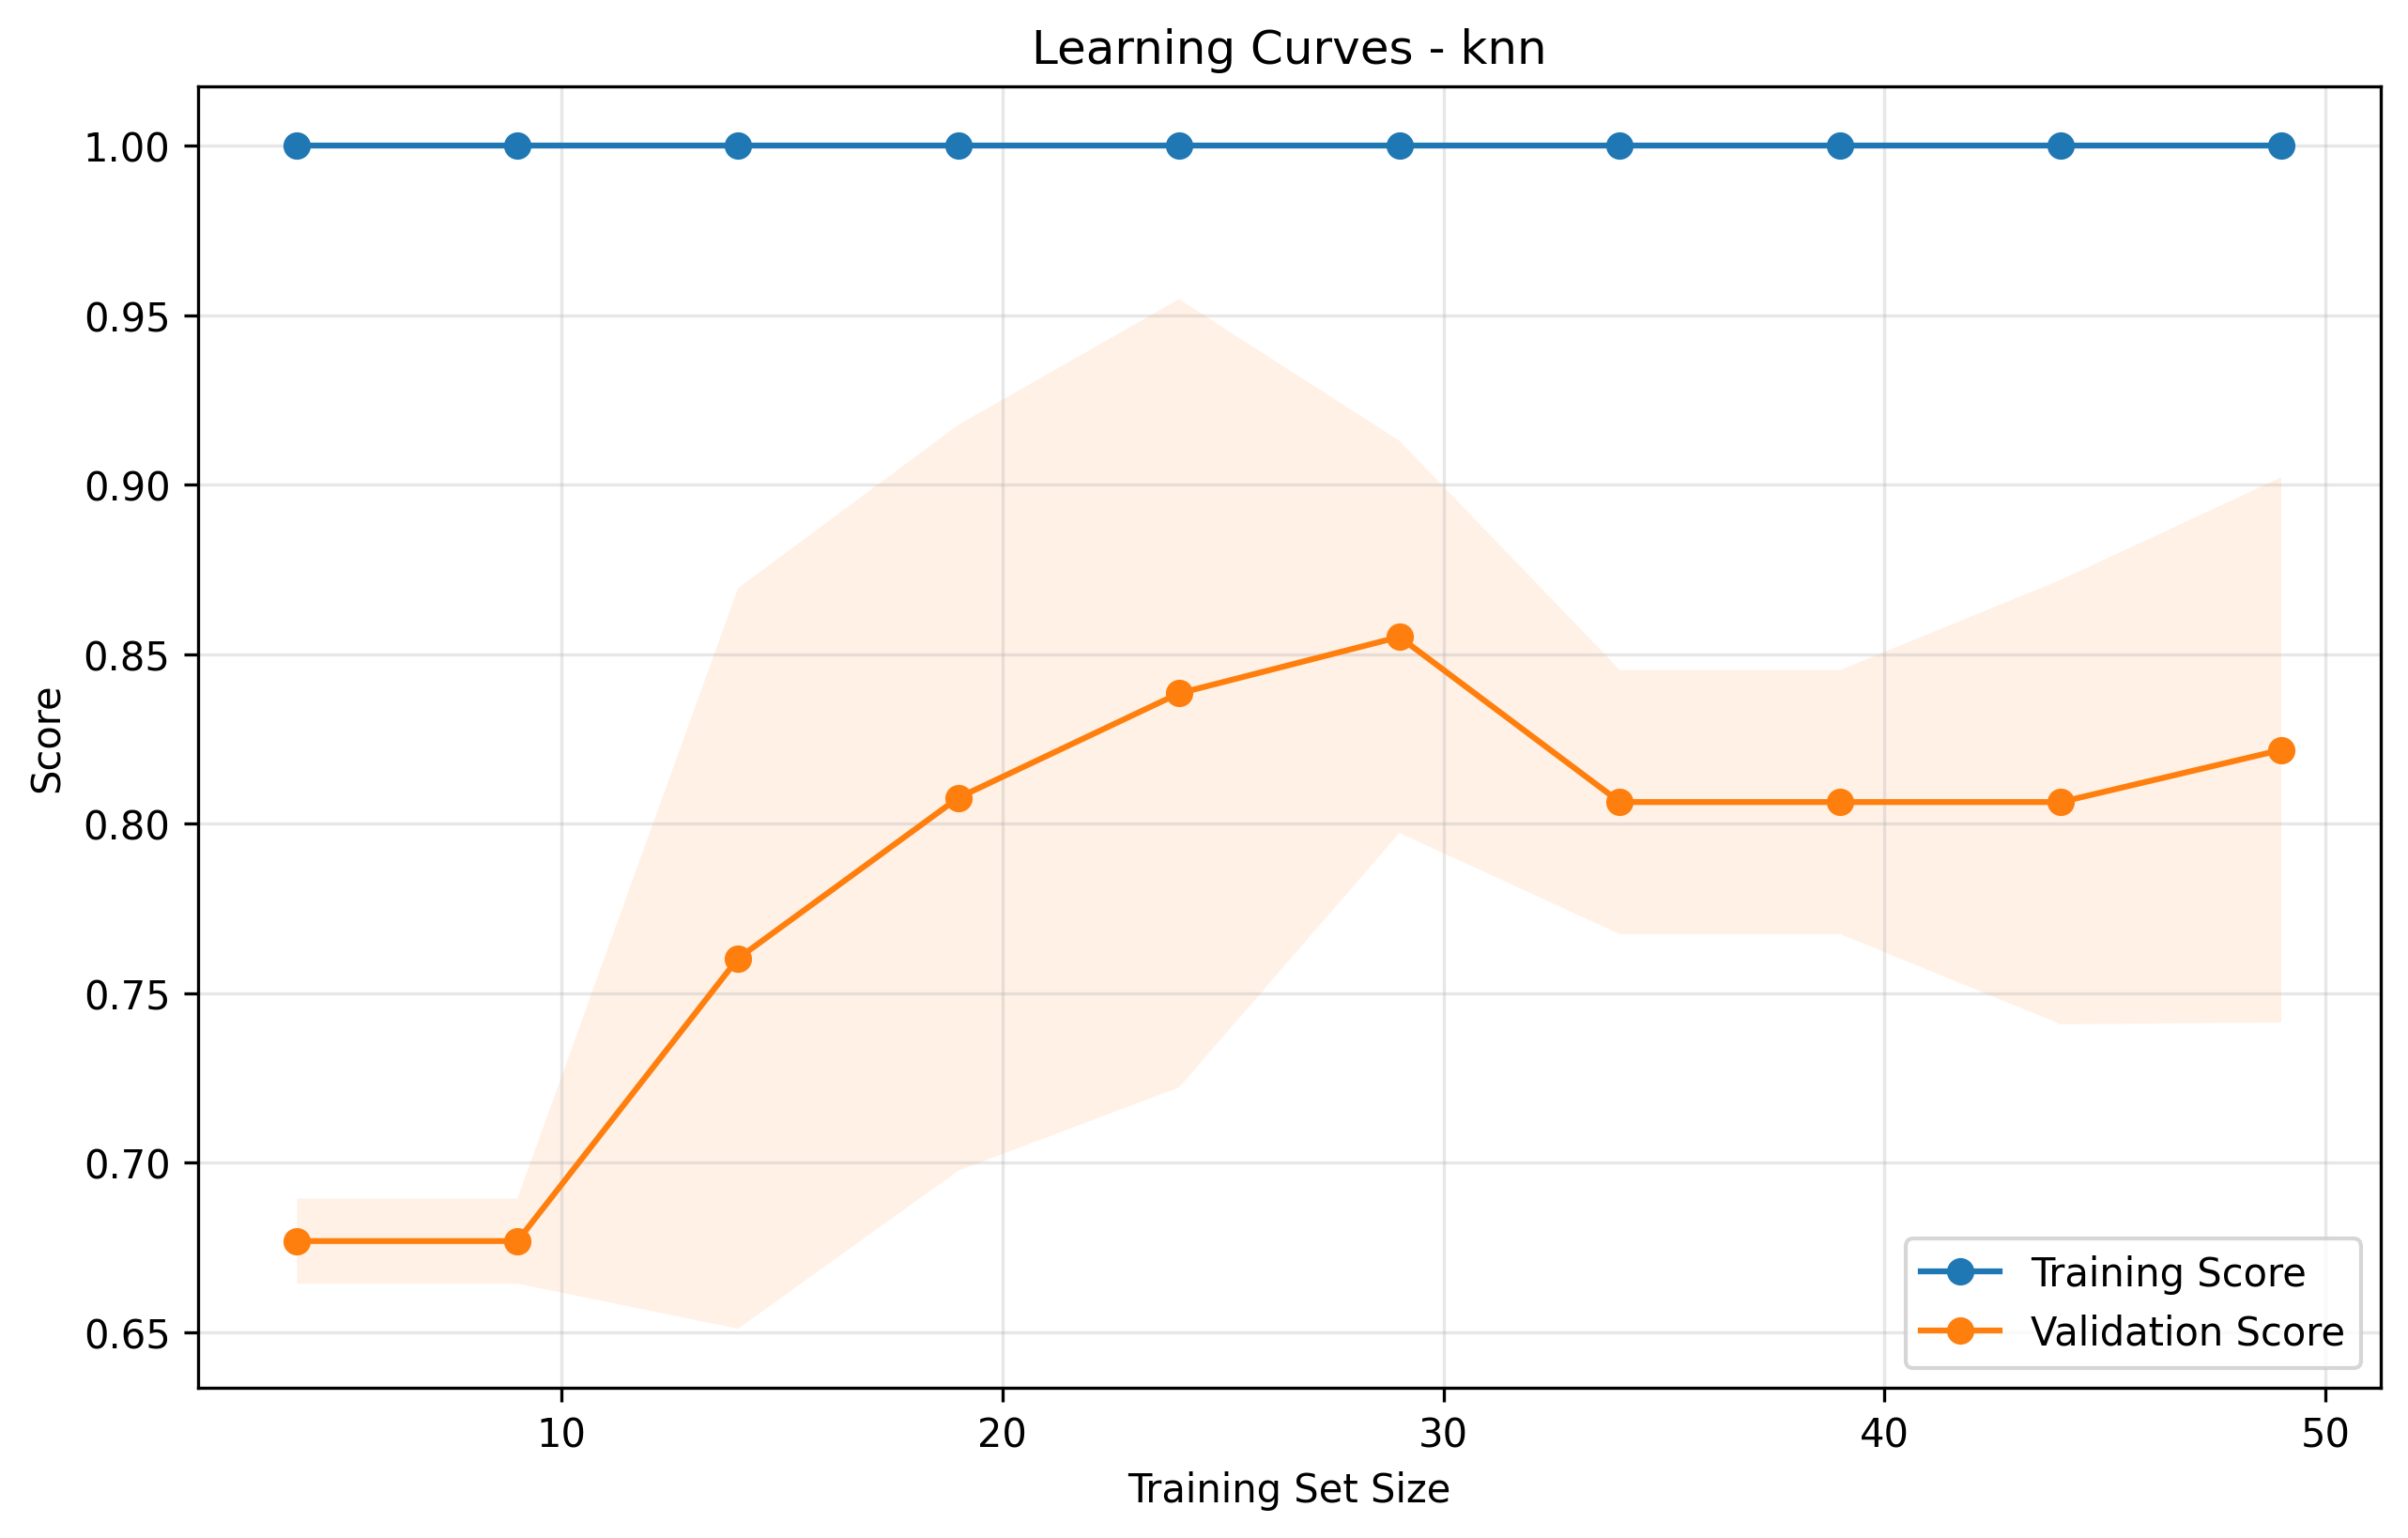 Learning Curves - knn
1.00
0.95
0.90
0.85
0.80
0.75
0.70
0.65
Score
10 20 30 40 50
Training Set Size
Training Score
Validation Score